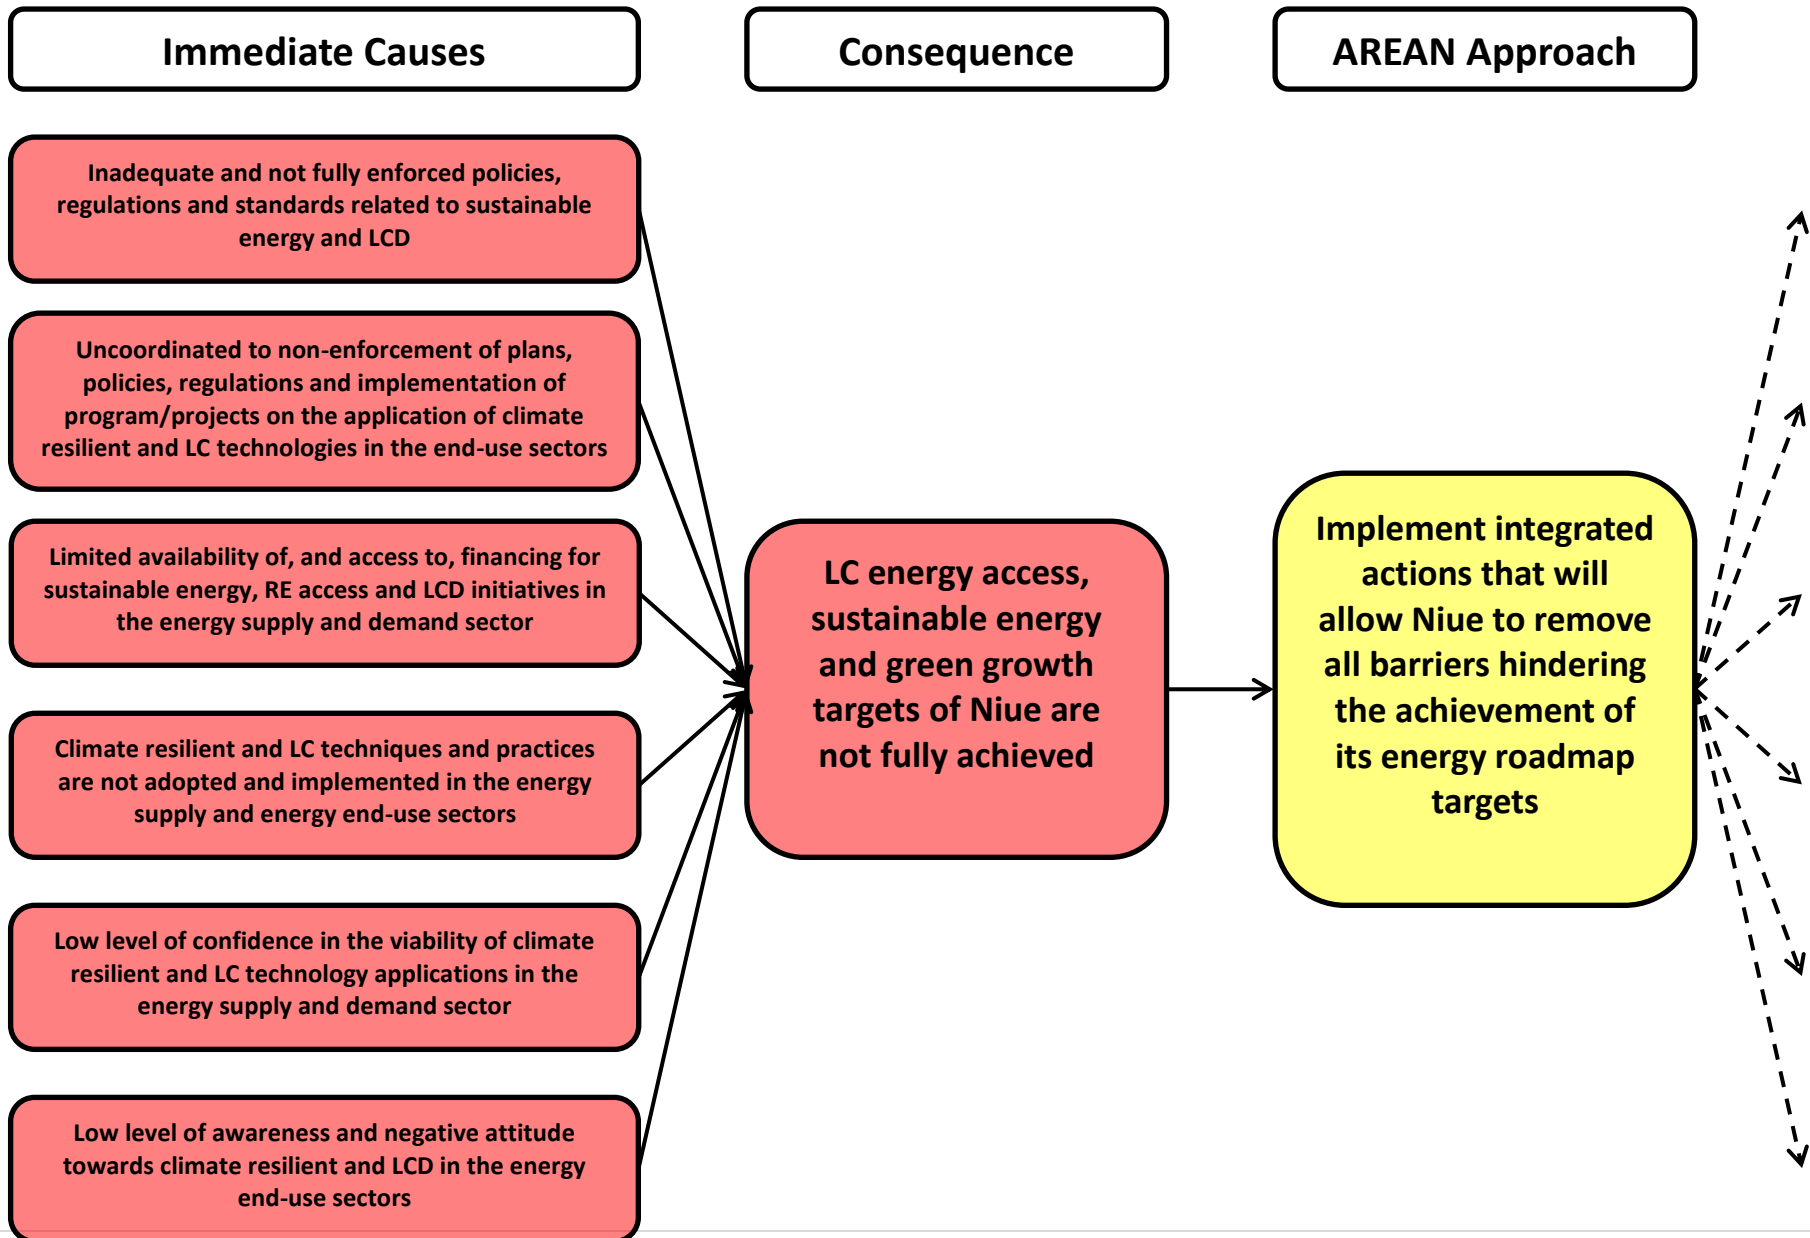 Immediate Causes
Consequence
AREAN Approach
Inadequate and not fully enforced policies,
regulations and standards related to sustainable
energy and LCD
Uncoordinated to non-enforcement of plans,
policies, regulations and implementation of
program/projects on the application of climate
resilient and LC technologies in the end-use sectors
Limited availability of, and access to, financing for
sustainable energy, RE access and LCD initiatives in
the energy supply and demand sector
Climate resilient and LC techniques and practices
are not adopted and implemented in the energy
supply and energy end-use sectors
Low level of confidence in the viability of climate
resilient and LC technology applications in the
energy supply and demand sector
Low level of awareness and negative attitude
towards climate resilient and LCD in the energy
end-use sectors
LC energy access,
sustainable energy
and green growth
targets of Niue are
not fully achieved
Implement integrated
actions that will
allow Niue to remove
all barriers hindering
the achievement of
its energy roadmap
targets